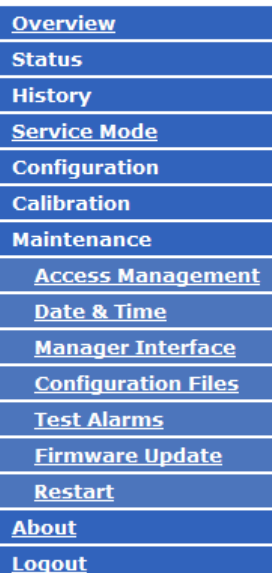 Overview
Status
History
Service Mode
Configuration
Calibration
Maintenance
Access Management
Date & Time
Manager Interface
Configuration Files
Test Alarms
Firmware Update
Restart
About
Logout